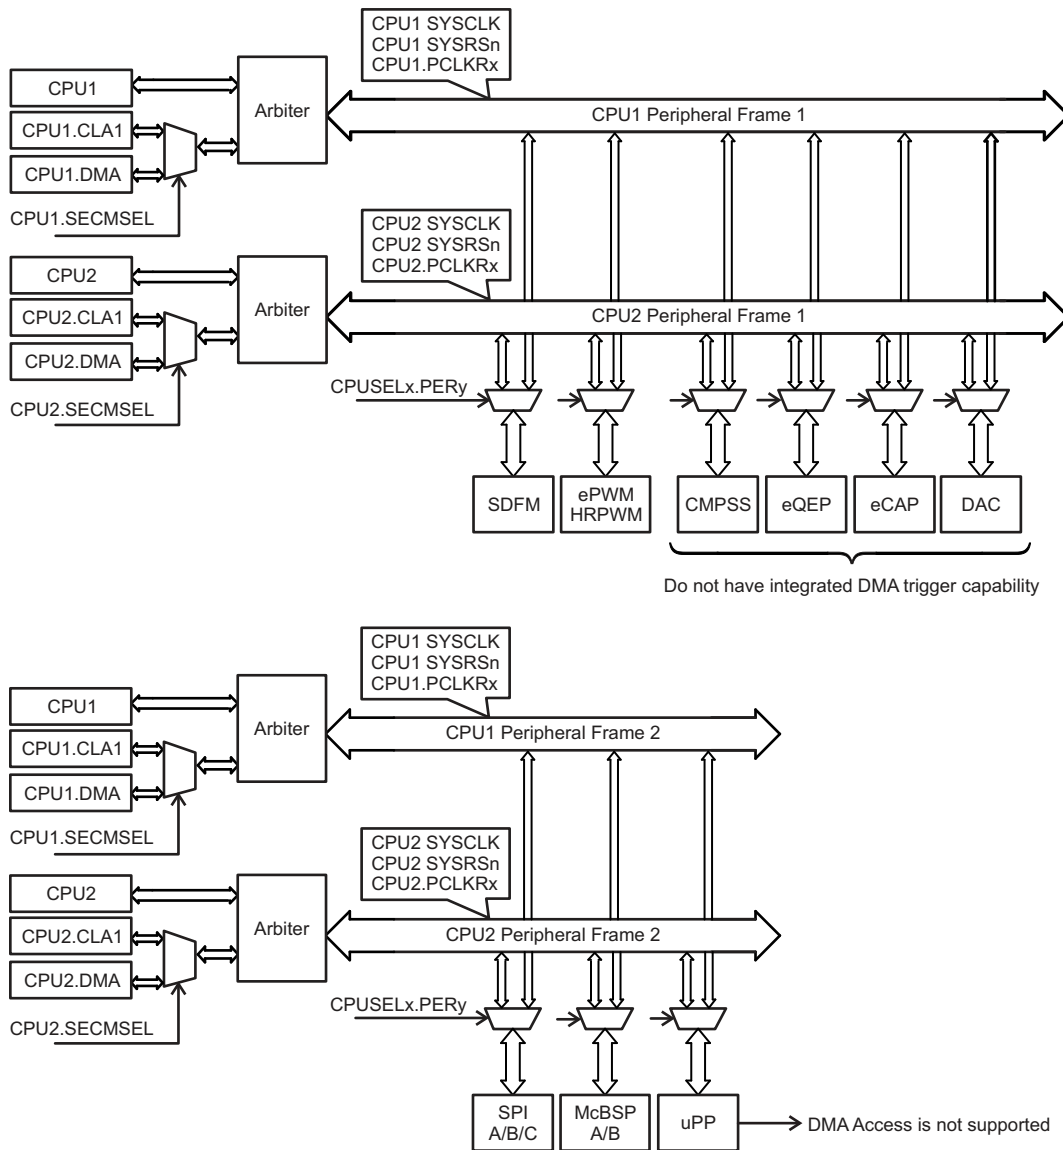 CPU1 SYSCLK
CPU1 SYSRSn
CPU1.PCLKRx
CPU1
Arbiter
CPU1 Peripheral Frame 1
CPU1.CLA1
CPU1.DMA
CPU1.SECMSEL
CPU2 SYSCLK
CPU2 SYSRSn
CPU2.PCLKRx
CPU2
Arbiter
CPU2 Peripheral Frame 1
CPU2.CLA1
CPU2.DMA
CPU2.SECMSEL
CPUSELx.PERy
SDFM
ePWM
HRPWM
CMPSS
eQEP
eCAP
DAC
Do not have integrated DMA trigger capability
CPU1 SYSCLK
CPU1 SYSRSn
CPU1.PCLKRx
CPU1
Arbiter
CPU1 Peripheral Frame 2
CPU1.CLA1
CPU1.DMA
CPU1.SECMSEL
CPU2 SYSCLK
CPU2 SYSRSn
CPU2.PCLKRx
CPU2
Arbiter
CPU2 Peripheral Frame 2
CPU2.CLA1
CPU2.DMA
CPU2.SECMSEL
CPUSELx.PERy
SPI
A/B/C
McBSP
A/B
uPP
DMA Access is not supported